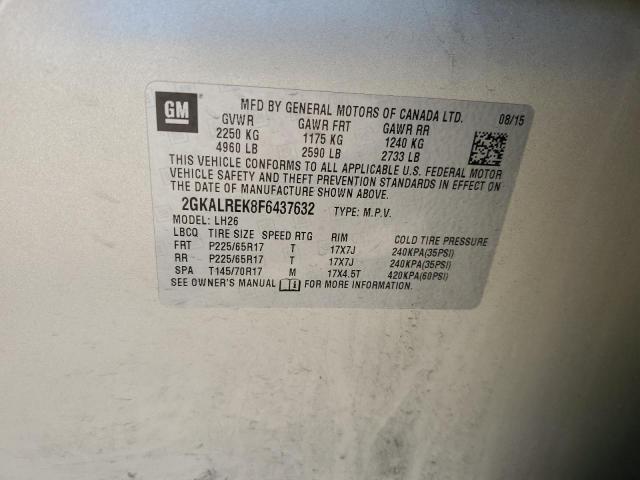 GM
MFD BY GENERAL MOTORS OF CANADA LTD. 08/15
GVWR GAWR FRT GAWR RR
2250 KG 1175 KG 1240 KG
4960 LB 2590 LB 2733 LB
THIS VEHICLE CONFORMS TO ALL APPLICABLE U.S. FEDERAL MOTOR
VEHICLE SAFETY AND THEFT PREVENTION STANDARDS IN EFFECT ON
THE DATE OF MANUFACTURE SHOWN ABOVE.
2GKALREK8F6437632 TYPE: M.P.V.
MODEL: LH26
LBCQ TIRE SIZE SPEED RTG RIM COLD TIRE PRESSURE
FRT P225/65R17 T 17X7J 240KPA(35PSI)
RR P225/65R17 T 17X7J 240KPA(35PSI)
SPA T145/70R17 M 17X4.5T 420KPA(60PSI)
SEE OWNER'S MANUAL FOR MORE INFORMATION.